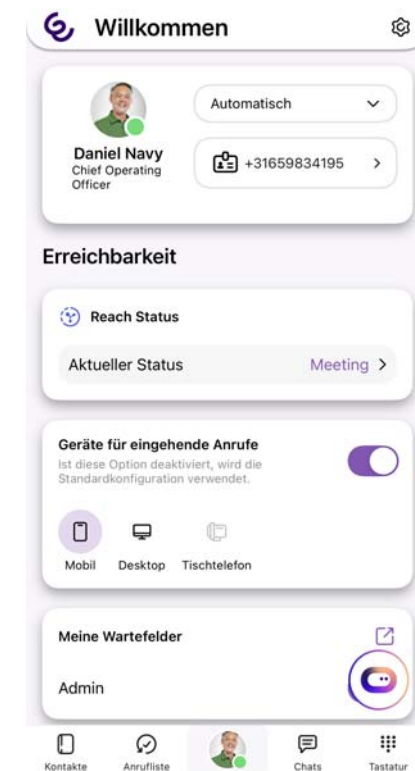 Willkommen
Automatisch
Daniel Navy
Chief Operating
Officer
+31659834195
Erreichbarkeit
Reach Status
Aktueller Status
Meeting
Geräte für eingehende Anrufe
Ist diese Option deaktiviert, wird die
Standardkonfiguration verwendet.
Mobil
Desktop
Tischtelefon
Meine Wartefelder
Admin
Kontakte
Anrufliste
Chats
Tastatur